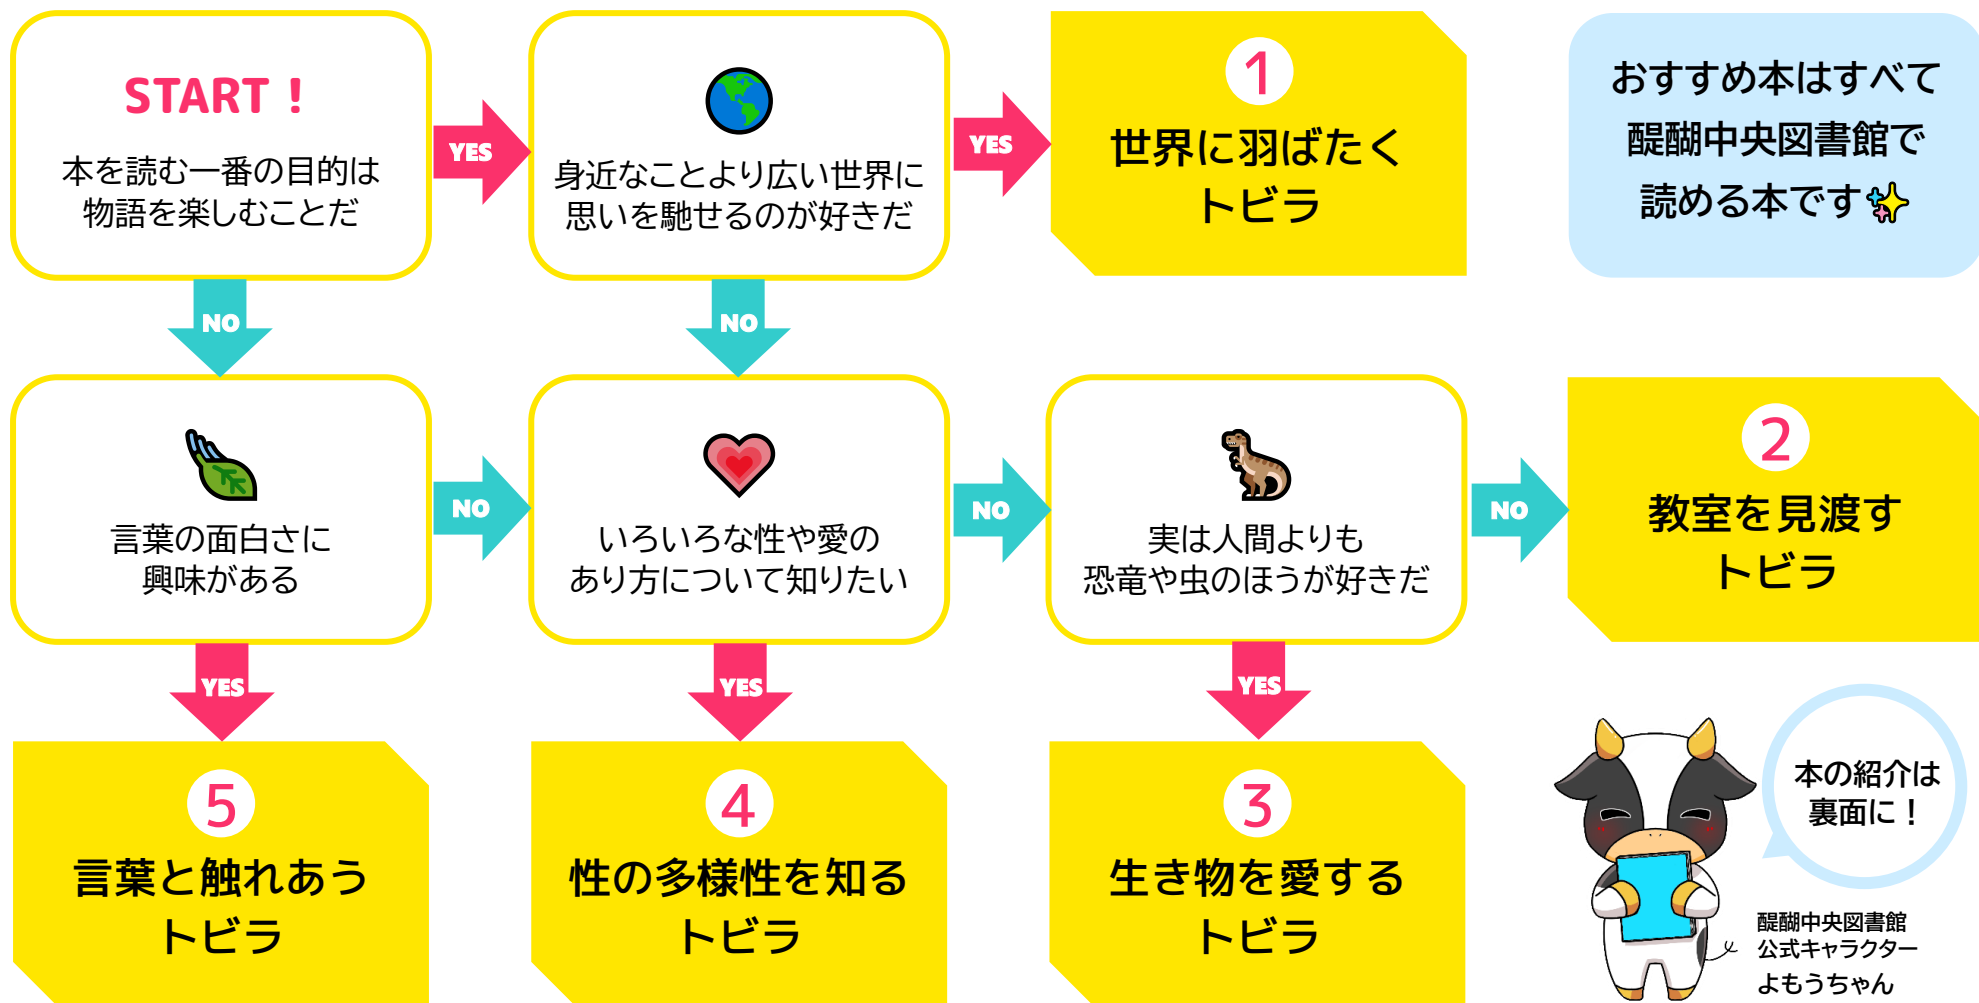 START！
本を読む一番の目的は
物語を楽しむことだ
YES
身近なことより広い世界に
思いを馳せるのが好きだ
YES
1
世界に羽ばたく
トビラ
おすすめ本はすべて
醍醐中央図書館で
読める本です
NO
NO
言葉の面白さに
興味がある
NO
いろいろな性や愛の
あり方について知りたい
NO
実は人間よりも
恐竜や虫のほうが好きだ
NO
2
教室を見渡す
トビラ
YES
YES
YES
5
言葉と触れあう
トビラ
4
性の多様性を知る
トビラ
3
生き物を愛する
トビラ
本の紹介は
裏面に！
醍醐中央図書館
公式キャラクター
よもうちゃん